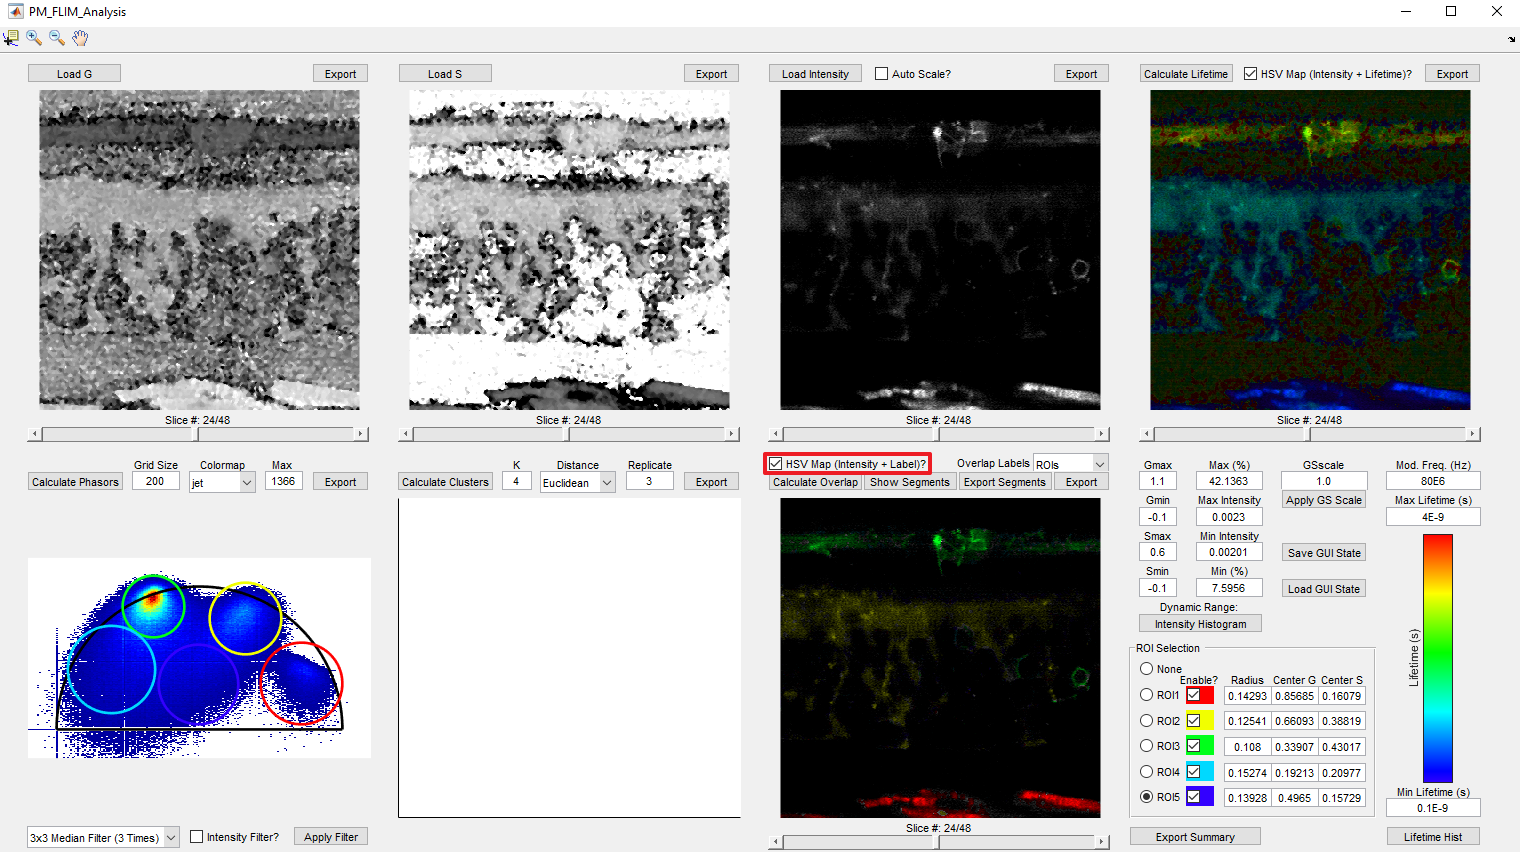 PM_FLIM_Analysis
Load G
Export
Load S
Export
Load Intensity
Auto Scale?
Export
Calculate Lifetime
HSV Map (Intensity + Lifetime)?
Export
Slice #: 24/48
Slice #: 24/48
Slice #: 24/48
Slice #: 24/48
Calculate Phasors
Grid Size
200
Colormap
jet
Max
1366
Export
Calculate Clusters
K
4
Distance
Euclidean
Replicate
3
Export
HSV Map (Intensity + Label)?
Overlap Labels
ROIs
Calculate Overlap
Show Segments
Export Segments
Export
Slice #: 24/48
Gmax
1.1
Max (%)
42.1363
GSscale
1.0
Mod. Freq. (Hz)
80E6
Gmin
-0.1
Max Intensity
0.0023
Apply GS Scale
Max Lifetime (s)
4E-9
Smax
0.6
Min Intensity
0.00201
Save GUI State
Smin
-0.1
Min (%)
7.5956
Load GUI State
Dynamic Range:
Intensity Histogram
Lifetime (s)
ROI Selection
None
Enable? Radius Center G Center S
ROI1 0.14293 0.85685 0.16079
ROI2 0.12541 0.66093 0.38819
ROI3 0.108 0.33907 0.43017
ROI4 0.15274 0.19213 0.20977
ROI5 0.13928 0.4965 0.15729
Min Lifetime (s)
0.1E-9
3x3 Median Filter (3 Times)
Intensity Filter?
Apply Filter
Export Summary
Lifetime Hist